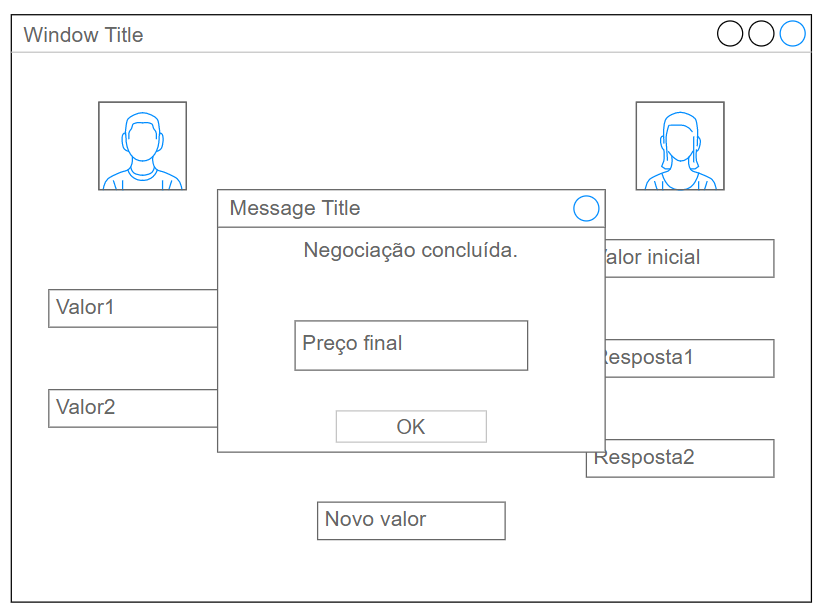 Window Title
Message Title
Negociação concluída.
Valor inicial
Valor1
Preço final
Resposta1
Valor2
OK
Resposta2
Novo valor